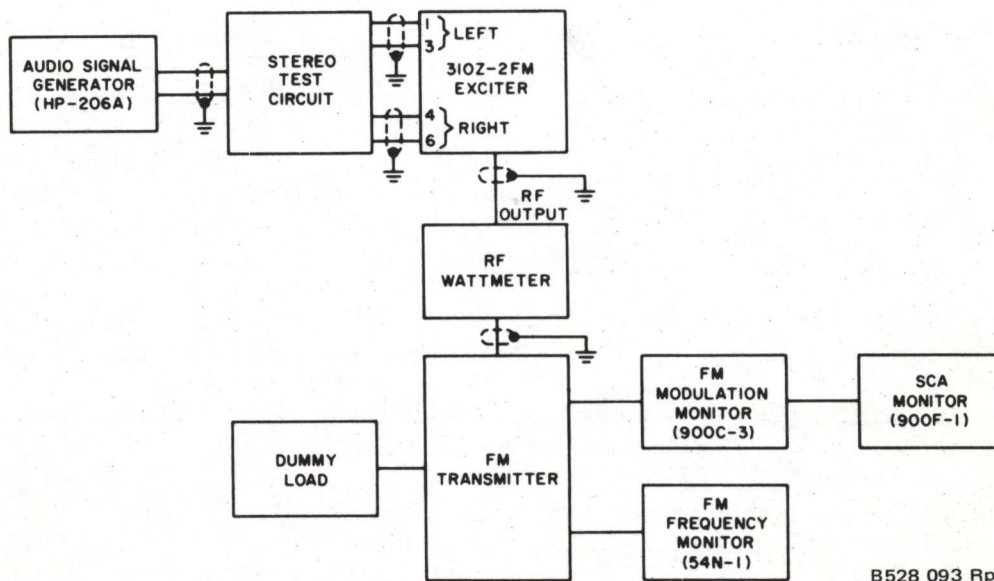 AUDIO SIGNAL
GENERATOR
(HP-206A)
STEREO
TEST
CIRCUIT
1
3
LEFT
310Z-2FM
EXCITER
4
6
RIGHT
RF
OUTPUT
RF
WATTMETER
DUMMY
LOAD
FM
TRANSMITTER
FM
MODULATION
MONITOR
(900C-3)
SCA
MONITOR
(900F-1)
FM
FREQUENCY
MONITOR
(54N-1)
B528 093 Rp